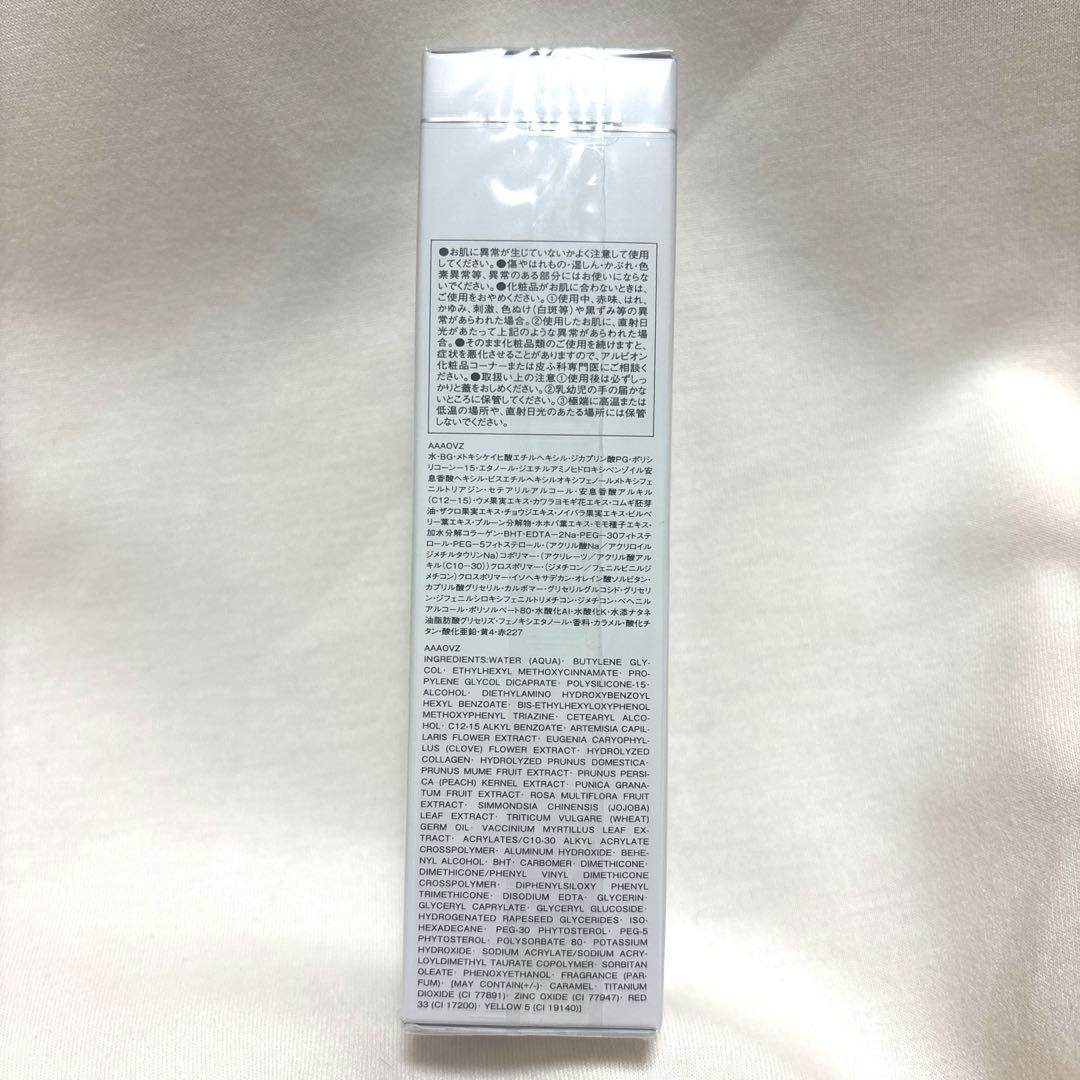 ●お肌に異常が生じていないかよく注意して使用
してください。●傷やはれもの・湿しん・かぶれ・色
素異常等、異常のある部分にはお使いにならな
いでください。●化粧品がお肌に合わないときは、
ご使用をおやめください。①使用中、赤味、はれ、
かゆみ、刺激、色ぬけ(白斑等)や黒ずみ等の異
常があらわれた場合。②使用したお肌に、直射日
光があたって上記のような異常があらわれた場
合。●そのまま化粧品類のご使用を続けますと、
症状を悪化させることがありますので、アルビオン
化粧品コーナーまたは皮ふ科専門医にご相談く
ださい。●取扱い上の注意①使用後は必ずしっ
かりと蓋をおしめください。②乳幼児の手の届かな
いところに保管してください。③極端に高温または
低温の場所や、直射日光のあたる場所には保管
しないでください。
AAAOVZ
水・BG・メトキシケイヒ酸エチルヘキシル・ジカプリン酸PG・ポリシ
リコーン-15・エタノール・ジエチルアミノヒドロキシベンゾイル安
息香酸ヘキシル・ビスエチルヘキシルオキシフェノールメトキシフェ
ニルトリアジン・セテアリルアルコール・安息香酸アルキル
(C12-15)・ウメ果実エキス・カワラヨモギ花エキス・コムギ胚芽
油・ザクロ果実エキス・チョウジエキス・ノイバラ果実エキス・ビルベ
リー葉エキス・プルーン分解物・ホホバ葉エキス・モモ種子エキス・
加水分解コラーゲン・BHT・EDTA-2Na・PEG-30フィトステ
ロール・PEG-5フィトステロール・(アクリル酸Na/アクリロイル
ジメチルタウリンNa)コポリマー・(アクリレーツ/アクリル酸アル
キル(C10-30))クロスポリマー・(ジメチコン/フェニルビニルジ
メチコン)クロスポリマー・イソヘキサデカン・オレイン酸ソルビタン・
カプリル酸グリセリル・カルボマー・グリセリルグルコシド・グリセリ
ン・ジフェニルシロキシフェニルトリメチコン・ジメチコン・ベヘニル
アルコール・ポリソルベート80・水酸化Al・水酸化K・水添ナタネ
油脂肪酸グリセリズ・フェノキシエタノール・香料・カラメル・酸化チ
タン・酸化亜鉛・黄4・赤227
AAAOVZ
INGREDIENTS:WATER (AQUA)· BUTYLENE GLY-
COL· ETHYLHEXYL METHOXYCINNAMATE· PRO-
PYLENE GLYCOL DICAPRATE· POLYSILICONE-15·
ALCOHOL· DIETHYLAMINO HYDROXYBENZOYL
HEXYL BENZOATE· BIS-ETHYLHEXYLOXYPHENOL
METHOXYPHENYL TRIAZINE· CETEARYL ALCO-
HOL· C12-15 ALKYL BENZOATE· ARTEMISIA CAPIL-
LARIS FLOWER EXTRACT· EUGENIA CARYOPHYL-
LUS (CLOVE) FLOWER EXTRACT· HYDROLYZED
COLLAGEN· HYDROLYZED PRUNUS DOMESTICA·
PRUNUS MUME FRUIT EXTRACT· PRUNUS PERSI-
CA (PEACH) KERNEL EXTRACT· PUNICA GRANA-
TUM FRUIT EXTRACT· ROSA MULTIFLORA FRUIT
EXTRACT· SIMMONDSIA CHINENSIS (JOJOBA)
LEAF EXTRACT· TRITICUM VULGARE (WHEAT)
GERM OIL· VACCINIUM MYRTILLUS LEAF EX-
TRACT· ACRYLATES/C10-30 ALKYL ACRYLATE
CROSSPOLYMER· ALUMINUM HYDROXIDE· BEHE-
NYL ALCOHOL· BHT· CARBOMER· DIMETHICONE·
DIMETHICONE/PHENYL VINYL DIMETHICONE
CROSSPOLYMER· DIPHENYLSILOXY PHENYL
TRIMETHICONE· DISODIUM EDTA· GLYCERIN·
GLYCERYL CAPRYLATE· GLYCERYL GLUCOSIDE·
HYDROGENATED RAPESEED GLYCERIDES· ISO-
HEXADECANE· PEG-30 PHYTOSTEROL· PEG-5
PHYTOSTEROL· POLYSORBATE 80· POTASSIUM
HYDROXIDE· SODIUM ACRYLATE/SODIUM ACRY-
LOYLDIMETHYL TAURATE COPOLYMER· SORBITAN
OLEATE· PHENOXYETHANOL· FRAGRANCE (PAR-
FUM)· [MAY CONTAIN(+/-)· CARAMEL· TITANIUM
DIOXIDE (CI 77891)· ZINC OXIDE (CI 77947)· RED
33 (CI 17200)· YELLOW 5 (CI 19140)]